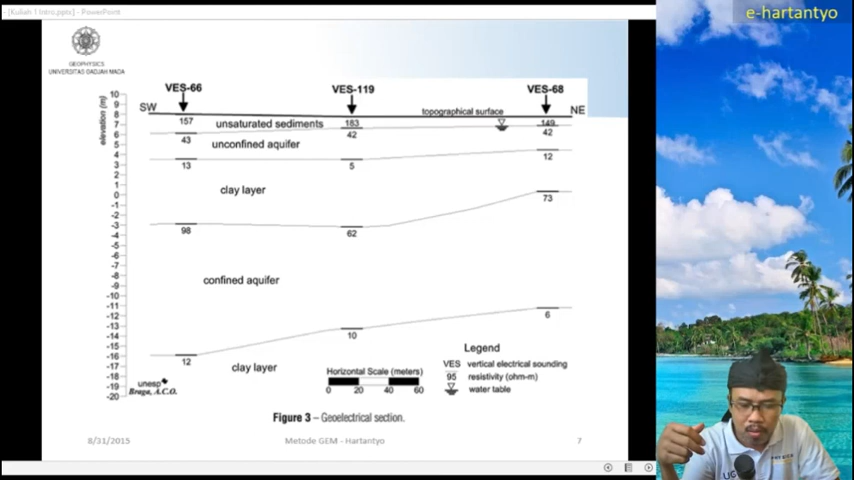 [Kuliah 1 Intro.pptx] - PowerPoint
e-hartantyo
GEOPHYSICS
UNIVERSITAS GADJAH MADA
VES-66
VES-119
VES-68
SW
topographical surface
NE
elevation (m)
10
9
8
7
6
5
4
3
2
1
0
-1
-2
-3
-4
-5
-6
-7
-8
-9
-10
-11
-12
-13
-14
-15
-16
-17
-18
-19
-20
157
unsaturated sediments
183
149
43
42
42
unconfined aquifer
13
5
12
clay layer
73
98
62
confined aquifer
6
12
10
clay layer
Legend
VES vertical electrical sounding
95 resistivity (ohm-m)
water table
Horizontal Scale (meters)
0 20 40 60
unesp
Braga, A.C.O.
Figure 3 – Geoelectrical section.
8/31/2015
Metode GEM - Hartantyo
7